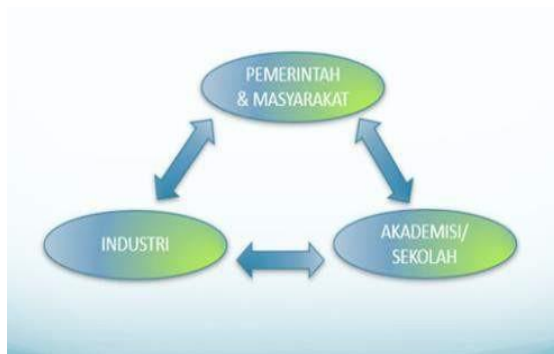 PEMERINTAH
& MASYARAKAT
INDUSTRI
AKADEMISI/
SEKOLAH